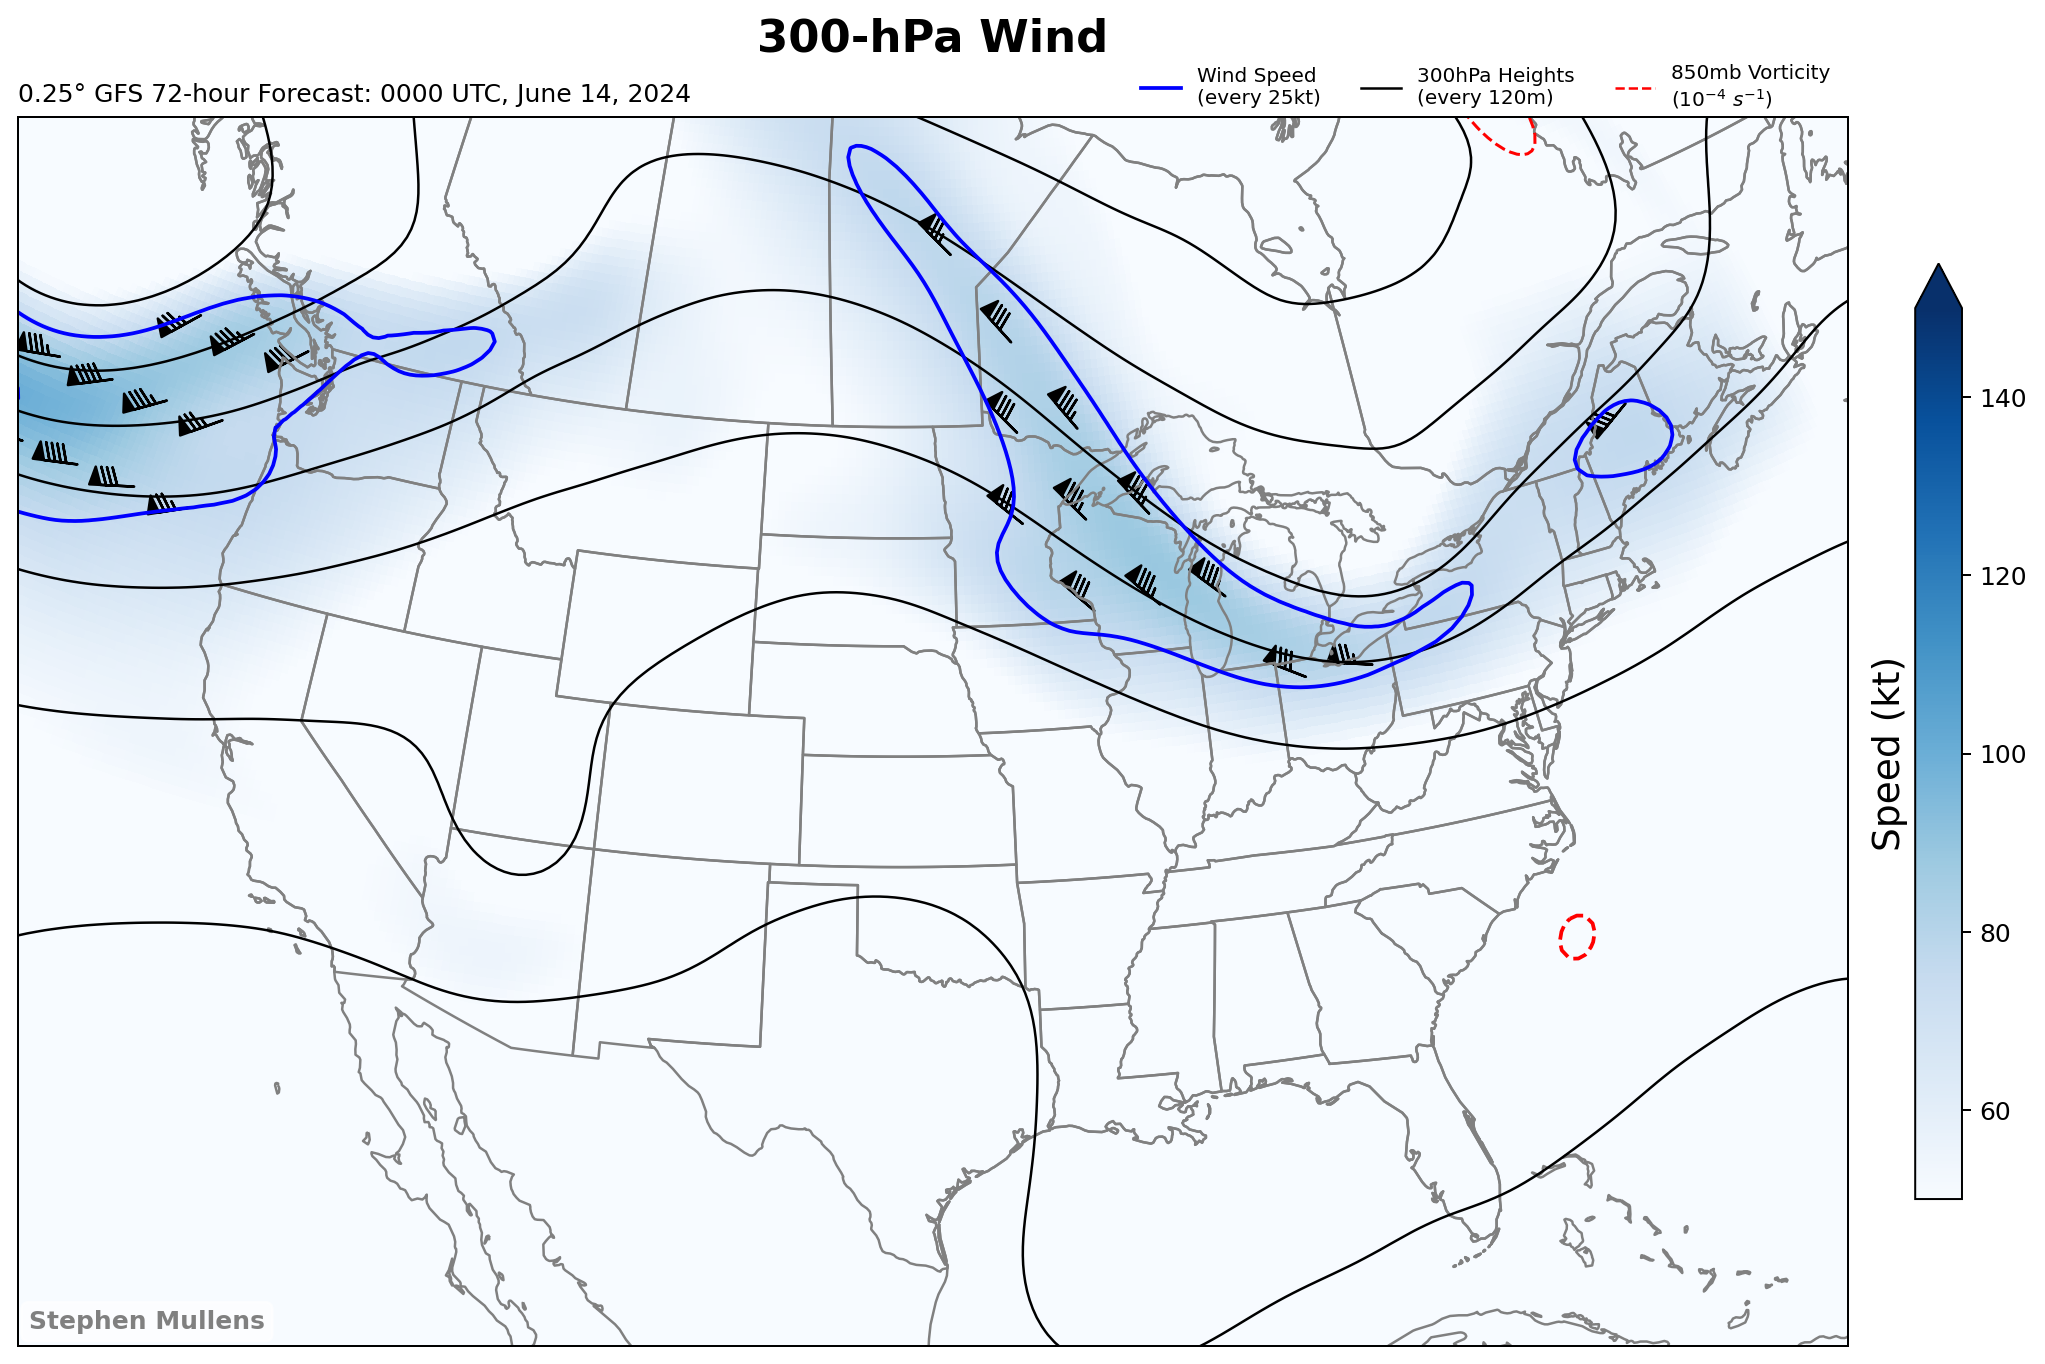 300-hPa Wind
0.25° GFS 72-hour Forecast: 0000 UTC, June 14, 2024
Wind Speed
(every 25kt)
300hPa Heights
(every 120m)
850mb Vorticity
(10⁻⁴ s⁻¹)
140
120
100
80
60
Speed (kt)
Stephen Mullens